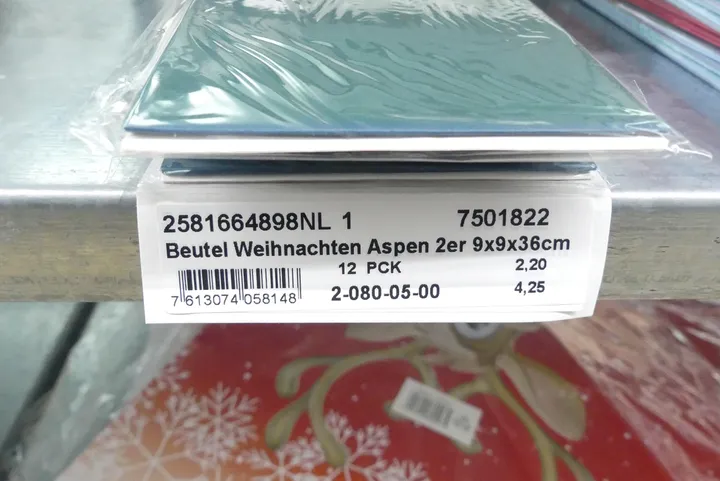 2581664898NL 1 7501822
Beutel Weihnachten Aspen 2er 9x9x36cm
12 PCK 2,20
7 613074 058148 2-080-05-00 4,25